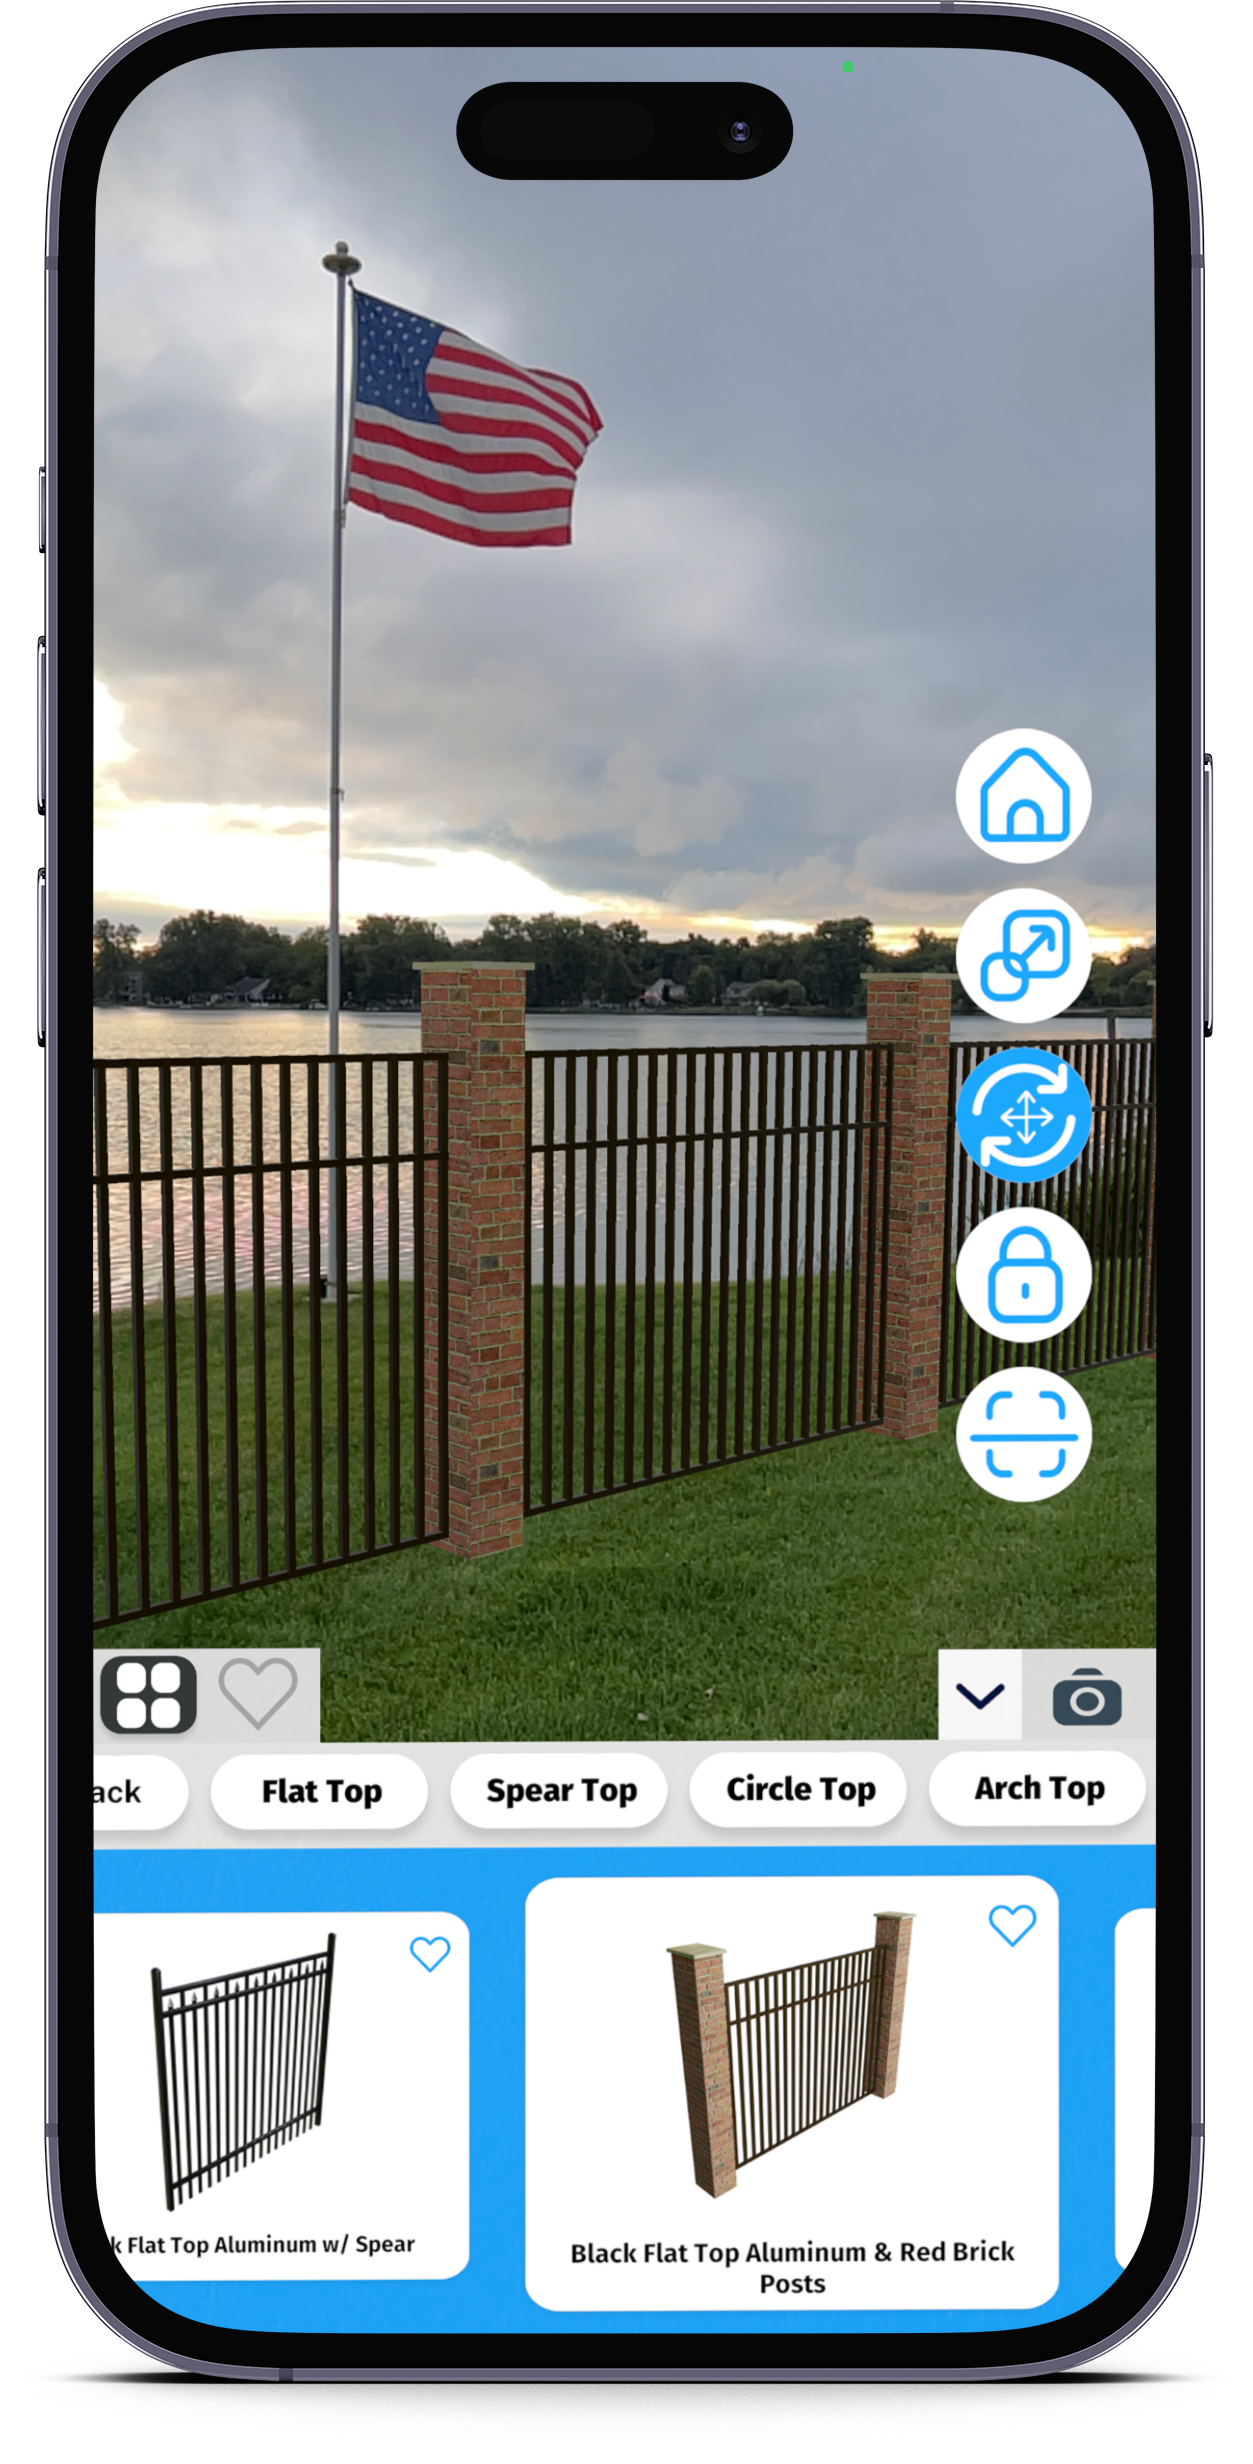 ack
Flat Top
Spear Top
Circle Top
Arch Top
k Flat Top Aluminum w/ Spear
Black Flat Top Aluminum & Red Brick
Posts